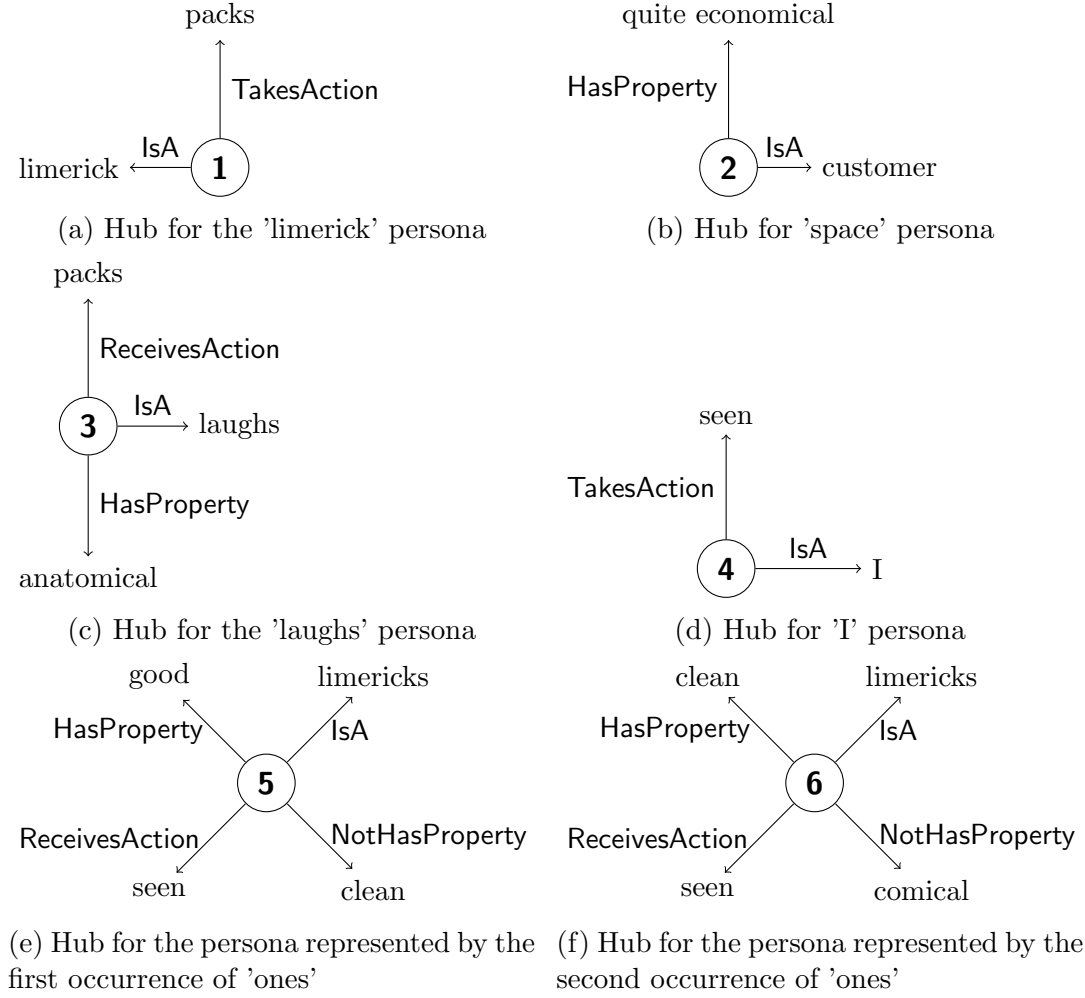 packs
TakesAction
IsA
limerick
1
(a) Hub for the 'limerick' persona
quite economical
HasProperty
IsA
2
customer
(b) Hub for 'space' persona
packs
ReceivesAction
IsA
3
laughs
HasProperty
anatomical
(c) Hub for the 'laughs' persona
seen
TakesAction
IsA
4
I
(d) Hub for 'I' persona
good
limericks
HasProperty
IsA
5
ReceivesAction
NotHasProperty
seen
clean
(e) Hub for the persona represented by the
first occurrence of 'ones'
clean
limericks
HasProperty
IsA
6
ReceivesAction
NotHasProperty
seen
comical
(f) Hub for the persona represented by the
second occurrence of 'ones'